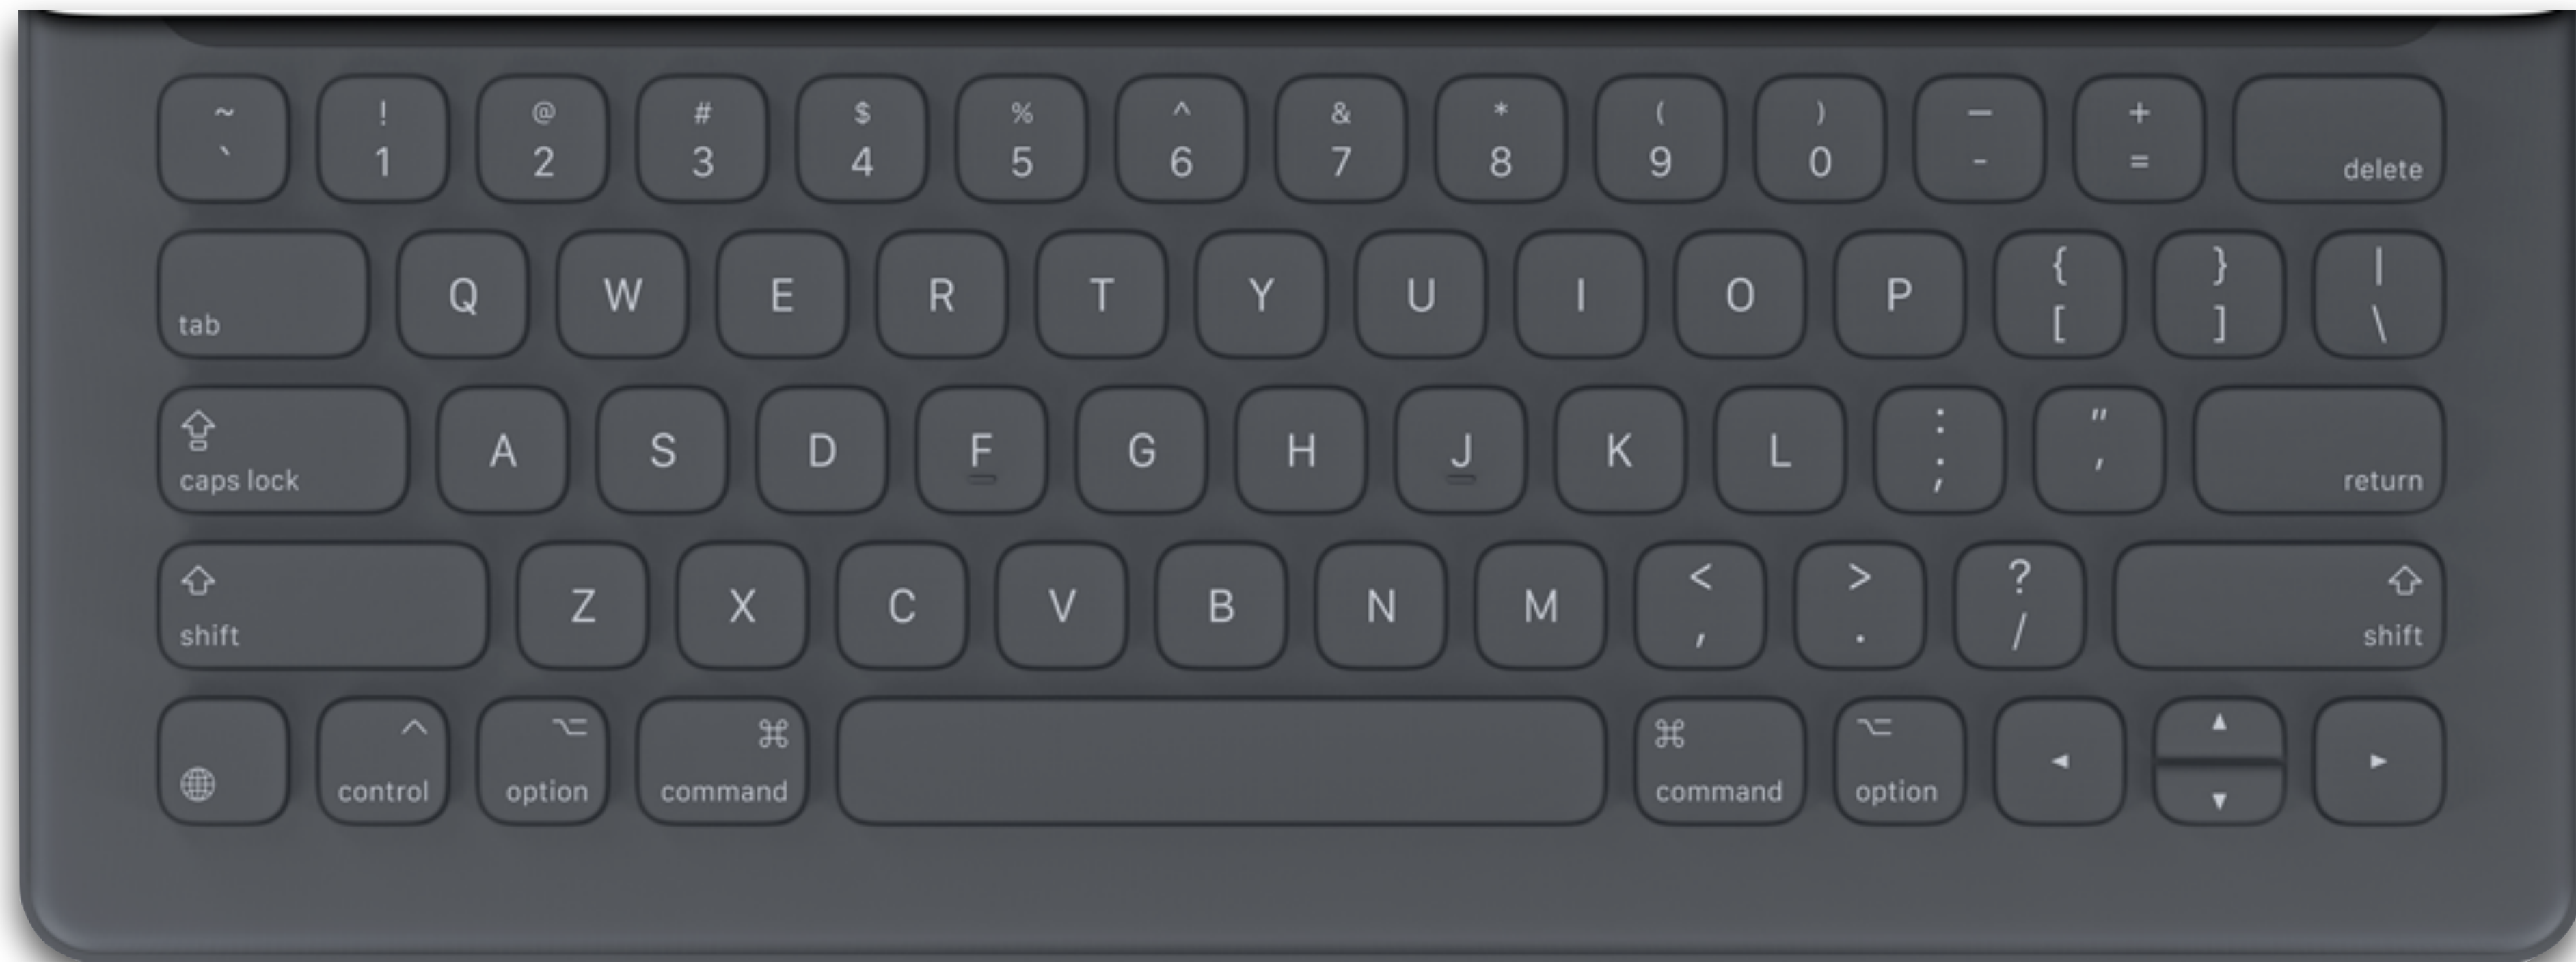 ~ ! @ # $ % ^ & * ( ) — +
` 1 2 3 4 5 6 7 8 9 0 - = delete
tab Q W E R T Y U I O P { [ } ] | \
caps lock A S D F G H J K L : ; " ' return
shift Z X C V B N M < , > . ? / shift
control option command command option